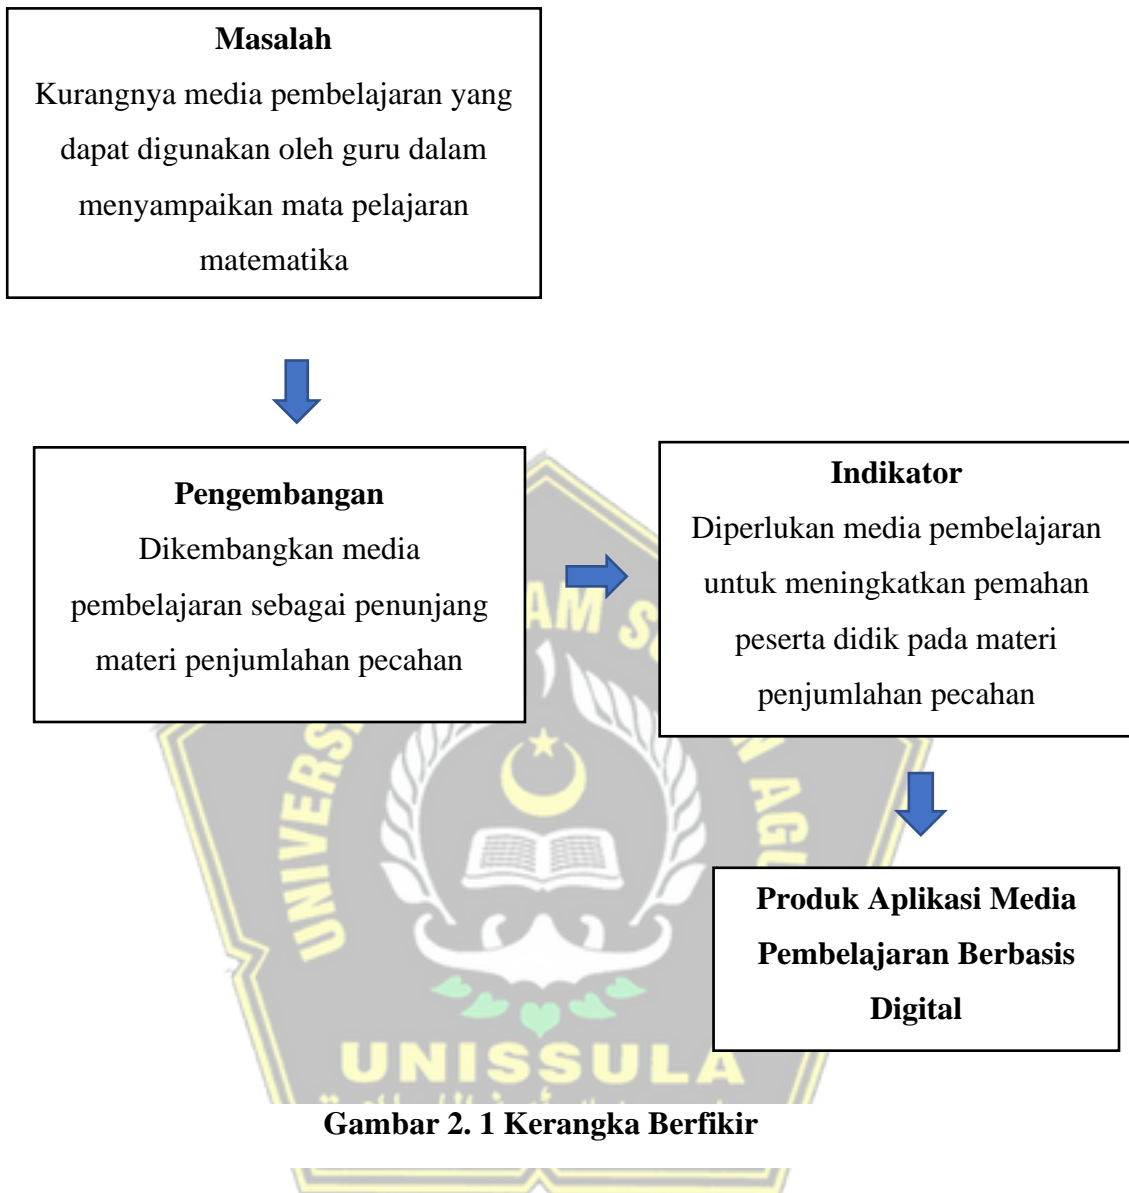 Masalah
Kurangnya media pembelajaran yang
dapat digunakan oleh guru dalam
menyampaikan mata pelajaran
matematika
Pengembangan
Dikembangkan media
pembelajaran sebagai penunjang
materi penjumlahan pecahan
Indikator
Diperlukan media pembelajaran
untuk meningkatkan pemahan
peserta didik pada materi
penjumlahan pecahan
Produk Aplikasi Media
Pembelajaran Berbasis
Digital
UNISSULA
Gambar 2. 1 Kerangka Berfikir